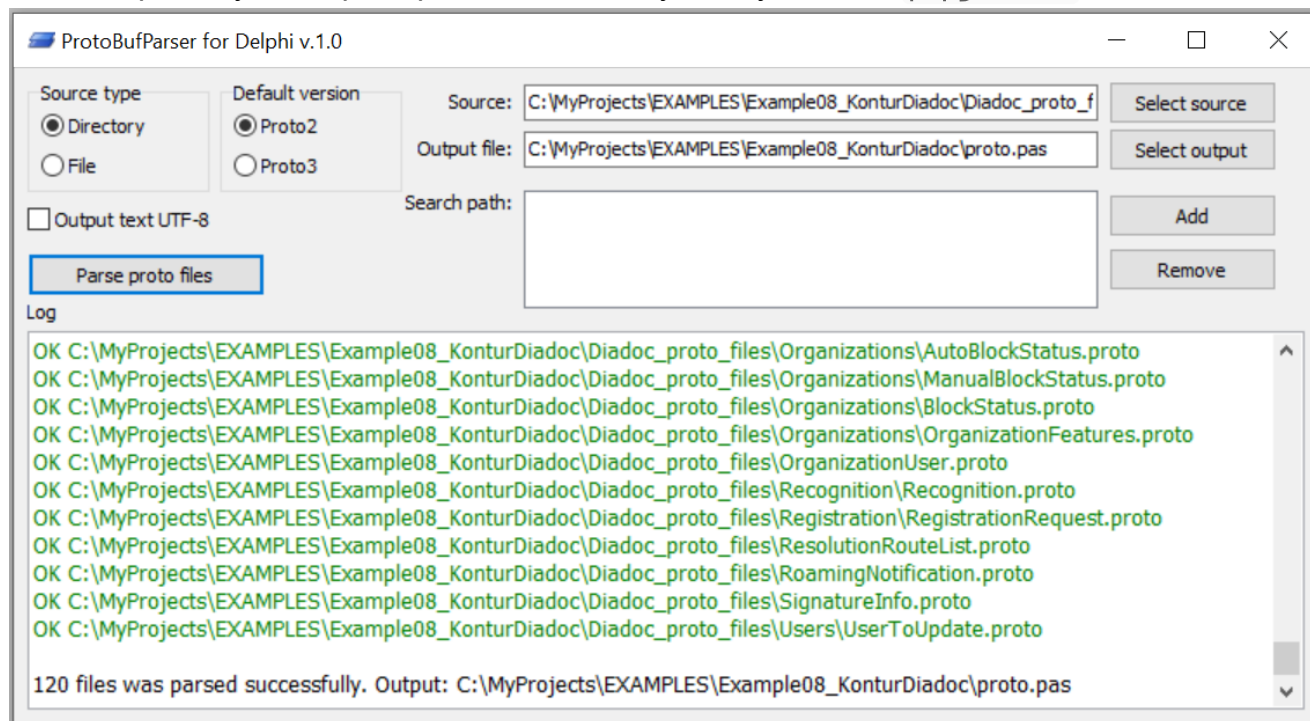 ProtoBufParser for Delphi v.1.0
Source type
Directory
File
Default version
Proto2
Proto3
Source: C:\MyProjects\EXAMPLES\Example08_KonturDiadoc\Diadoc_proto_f Select source
Output file: C:\MyProjects\EXAMPLES\Example08_KonturDiadoc\proto.pas Select output
Search path:
Add
Remove
Output text UTF-8
Parse proto files
Log
OK C:\MyProjects\EXAMPLES\Example08_KonturDiadoc\Diadoc_proto_files\Organizations\AutoBlockStatus.proto
OK C:\MyProjects\EXAMPLES\Example08_KonturDiadoc\Diadoc_proto_files\Organizations\ManualBlockStatus.proto
OK C:\MyProjects\EXAMPLES\Example08_KonturDiadoc\Diadoc_proto_files\Organizations\BlockStatus.proto
OK C:\MyProjects\EXAMPLES\Example08_KonturDiadoc\Diadoc_proto_files\Organizations\OrganizationFeatures.proto
OK C:\MyProjects\EXAMPLES\Example08_KonturDiadoc\Diadoc_proto_files\OrganizationUser.proto
OK C:\MyProjects\EXAMPLES\Example08_KonturDiadoc\Diadoc_proto_files\Recognition\Recognition.proto
OK C:\MyProjects\EXAMPLES\Example08_KonturDiadoc\Diadoc_proto_files\Registration\RegistrationRequest.proto
OK C:\MyProjects\EXAMPLES\Example08_KonturDiadoc\Diadoc_proto_files\ResolutionRouteList.proto
OK C:\MyProjects\EXAMPLES\Example08_KonturDiadoc\Diadoc_proto_files\RoamingNotification.proto
OK C:\MyProjects\EXAMPLES\Example08_KonturDiadoc\Diadoc_proto_files\SignatureInfo.proto
OK C:\MyProjects\EXAMPLES\Example08_KonturDiadoc\Diadoc_proto_files\Users\UserToUpdate.proto
120 files was parsed successfully. Output: C:\MyProjects\EXAMPLES\Example08_KonturDiadoc\proto.pas